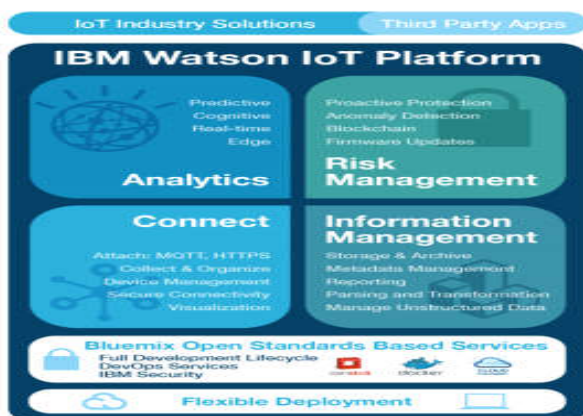 IoT Industry Solutions
Third Party Apps
IBM Watson IoT Platform
Predictive
Cognitive
Real-time
Edge
Analytics
Proactive Protection
Anomaly Detection
Blockchain
Firmware Updates
Risk
Management
Connect
Attach: MQTT, HTTPS
Collect & Organize
Device Management
Secure Connectivity
Visualization
Information
Management
Storage & Archive
Metadata Management
Reporting
Parsing and Transformation
Manage Unstructured Data
Bluemix Open Standards Based Services
Full Development Lifecycle
DevOps Services
IBM Security
docker
Flexible Deployment